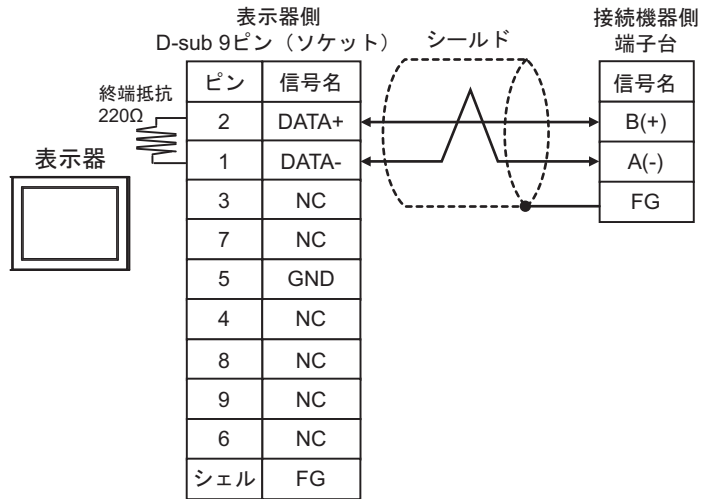 表示器側
D-sub 9ピン（ソケット）
シールド
接続機器側
端子台
終端抵抗
220Ω
表示器
ピン 信号名
2 DATA+
1 DATA-
3 NC
7 NC
5 GND
4 NC
8 NC
9 NC
6 NC
シェル FG
信号名
B(+)
A(-)
FG